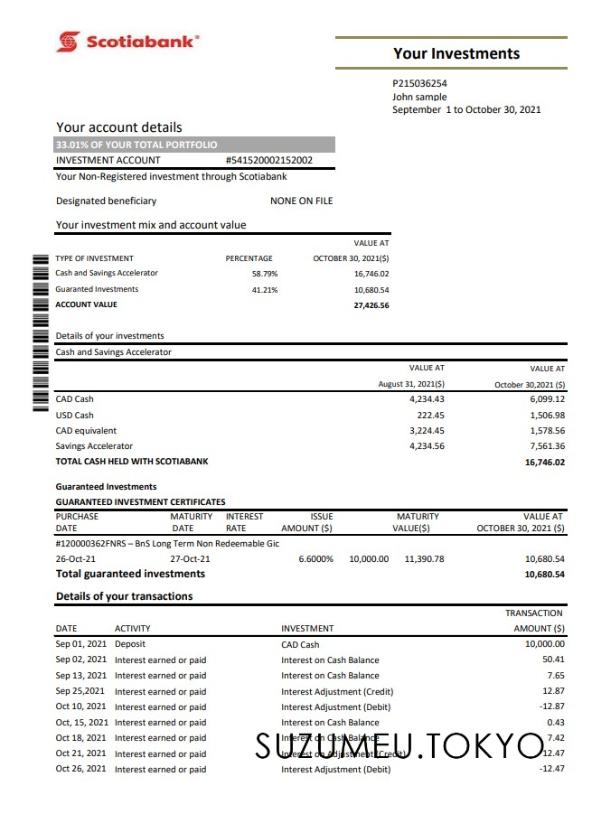 Scotiabank®
Your Investments
P215036254
John sample
September 1 to October 30, 2021
Your account details
33.01% OF YOUR TOTAL PORTFOLIO
INVESTMENT ACCOUNT #541520002152002
Your Non-Registered investment through Scotiabank
Designated beneficiary NONE ON FILE
Your investment mix and account value
VALUE AT
TYPE OF INVESTMENT PERCENTAGE OCTOBER 30, 2021($)
Cash and Savings Accelerator 58.79% 16,746.02
Guaranted Investments 41.21% 10,680.54
ACCOUNT VALUE 27,426.56
Details of your investments
Cash and Savings Accelerator
VALUE AT VALUE AT
August 31, 2021($) October 30,2021 ($)
CAD Cash 4,234.43 6,099.12
USD Cash 222.45 1,506.98
CAD equivalent 3,224.45 1,578.56
Savings Accelerator 4,234.56 7,561.36
TOTAL CASH HELD WITH SCOTIABANK 16,746.02
Guaranteed Investments
GUARANTEED INVESTMENT CERTIFICATES
PURCHASE MATURITY INTEREST ISSUE MATURITY VALUE AT
DATE DATE RATE AMOUNT ($) VALUE($) OCTOBER 30, 2021 ($)
#120000362FNRS – BnS Long Term Non Redeemable Gic
26-Oct-21 27-Oct-21 6.6000% 10,000.00 11,390.78 10,680.54
Total guaranteed investments 10,680.54
Details of your transactions
TRANSACTION
DATE ACTIVITY INVESTMENT AMOUNT ($)
Sep 01, 2021 Deposit CAD Cash 10,000.00
Sep 02, 2021 Interest earned or paid Interest on Cash Balance 50.41
Sep 13, 2021 Interest earned or paid Interest on Cash Balance 7.65
Sep 25,2021 Interest earned or paid Interest Adjustment (Credit) 12.87
Oct 10, 2021 Interest earned or paid Interest Adjustment (Debit) -12.87
Oct, 15, 2021 Interest earned or paid Interest on Cash Balance 0.43
Oct 18, 2021 Interest earned or paid Interest on Cash Balance 7.42
SUZUMEU.TOKYO
Oct 21, 2021 Interest earned or paid Interest on Adjustment (Credit) 12.47
Oct 26, 2021 Interest earned or paid Interest Adjustment (Debit) -12.47